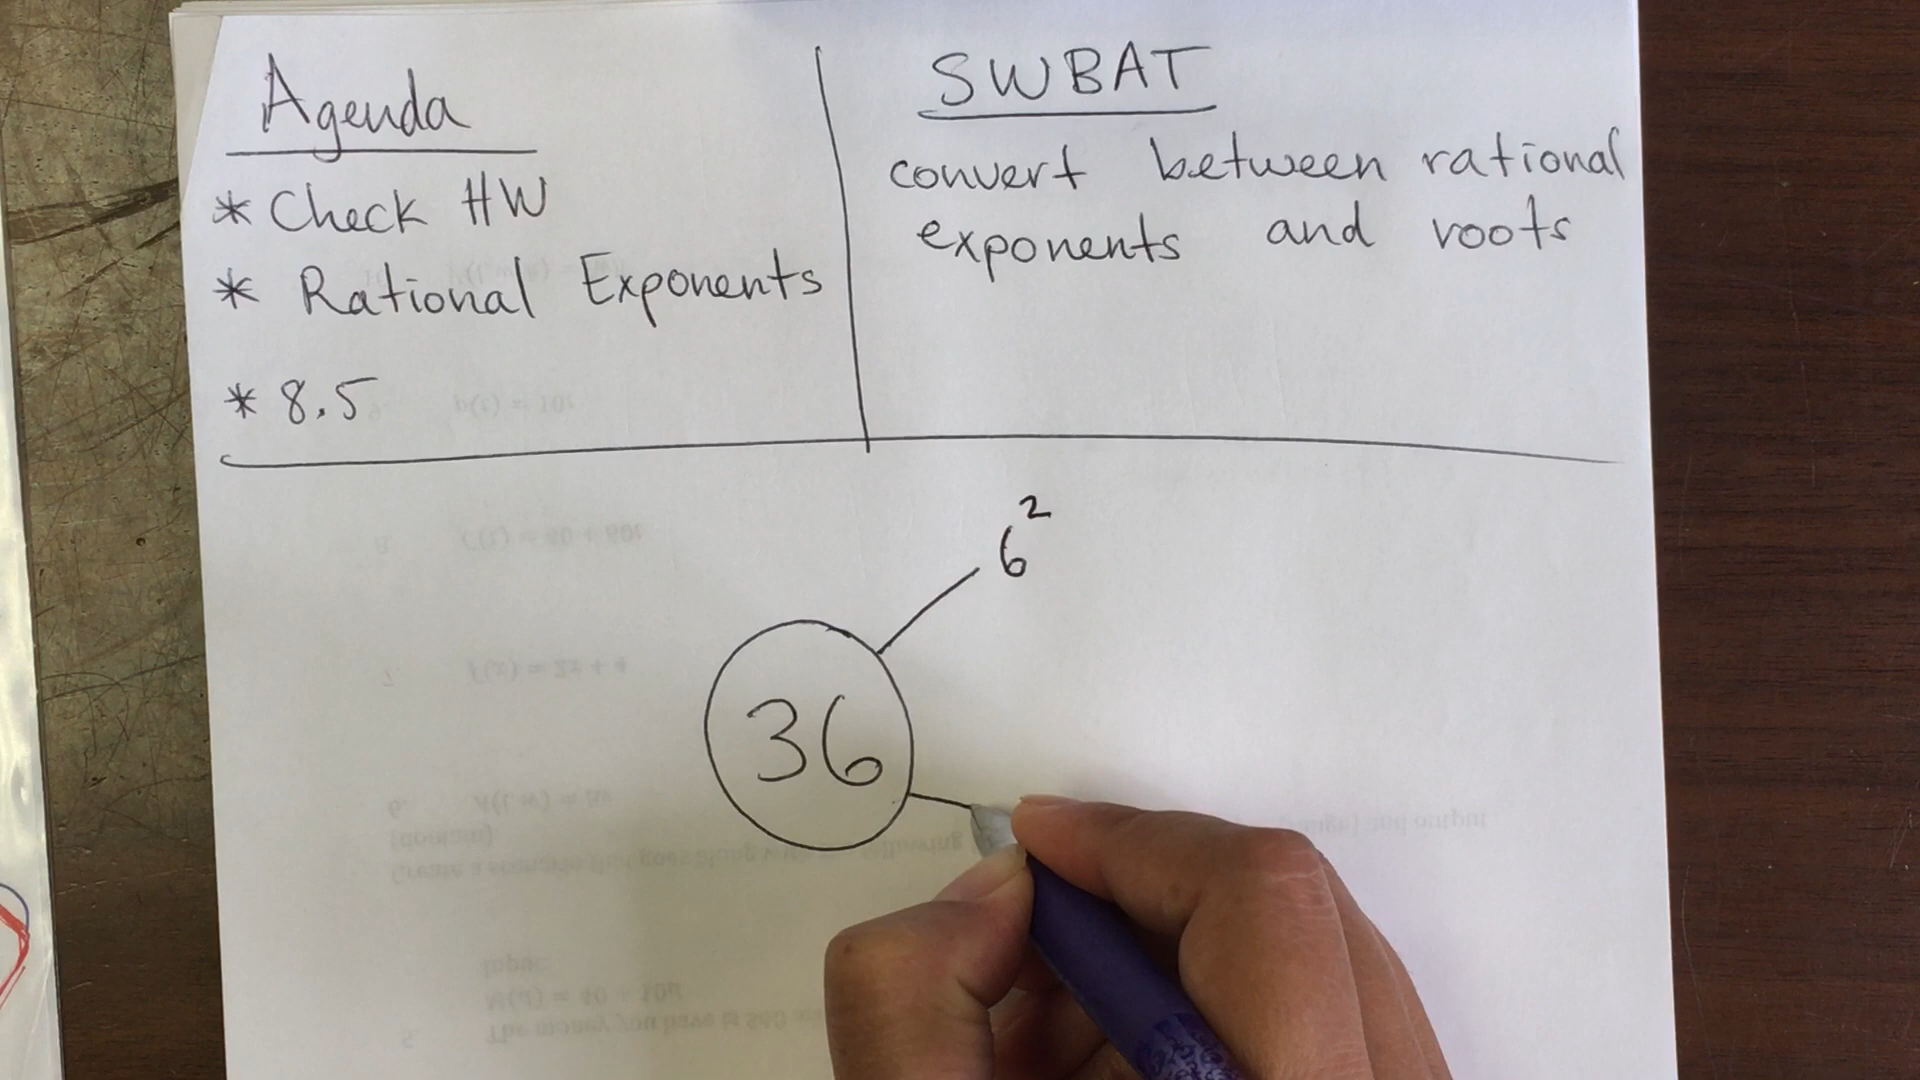 Agenda
* Check HW
* Rational Exponents
* 8.5
SWBAT
convert between rational
exponents and roots
6²
36